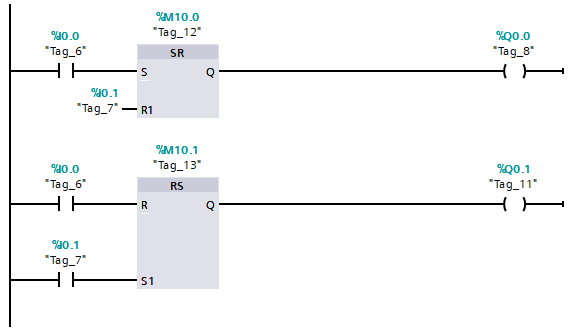 %M10.0
"Tag_12"
%I0.0
"Tag_6"
SR
%Q0.0
"Tag_8"
S
Q
%I0.1
"Tag_7"
R1
%M10.1
"Tag_13"
%I0.0
"Tag_6"
RS
%Q0.1
"Tag_11"
R
Q
%I0.1
"Tag_7"
S1